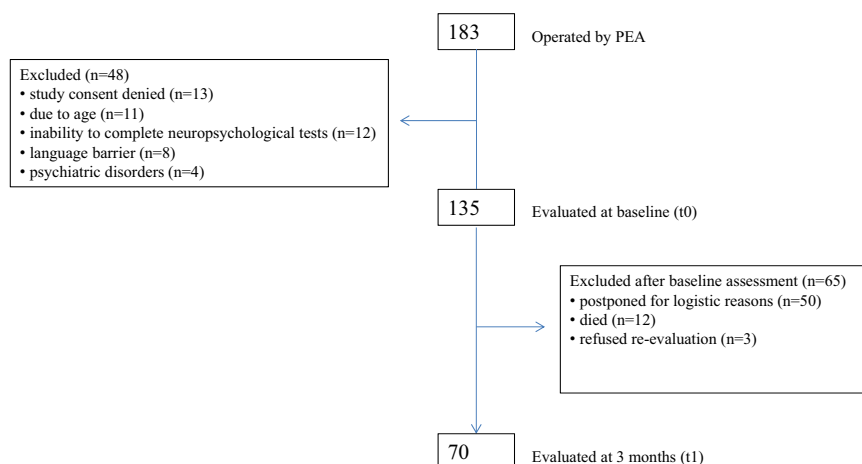 183 Operated by PEA
Excluded (n=48)
• study consent denied (n=13)
• due to age (n=11)
• inability to complete neuropsychological tests (n=12)
• language barrier (n=8)
• psychiatric disorders (n=4)
135 Evaluated at baseline (t0)
Excluded after baseline assessment (n=65)
• postponed for logistic reasons (n=50)
• died (n=12)
• refused re-evaluation (n=3)
70 Evaluated at 3 months (t1)